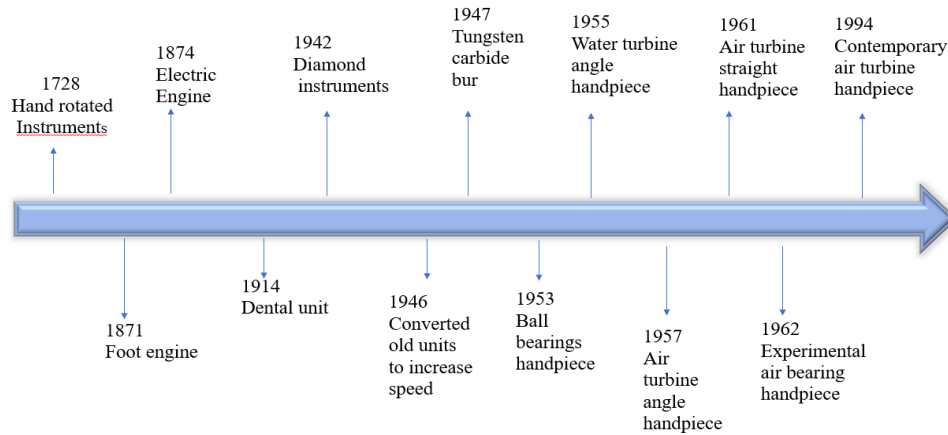 1728
Hand rotated
Instruments
1874
Electric
Engine
1942
Diamond
instruments
1947
Tungsten
carbide
bur
1955
Water turbine
angle
handpiece
1961
Air turbine
straight
handpiece
1994
Contemporary
air turbine
handpiece
1871
Foot engine
1914
Dental unit
1946
Converted
old units
to increase
speed
1953
Ball
bearings
handpiece
1957
Air
turbine
angle
handpiece
1962
Experimental
air bearing
handpiece